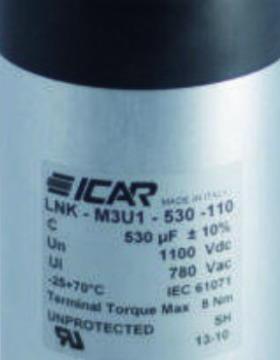 ICAR MADE IN ITALY
LNK - M3U1 - 530 -110
C 530 µF ± 10%
Un 1100 Vdc
Ui 780 Vac
-25+70°C IEC 61071
Terminal Torque Max 8 Nm
UNPROTECTED SH
13-10